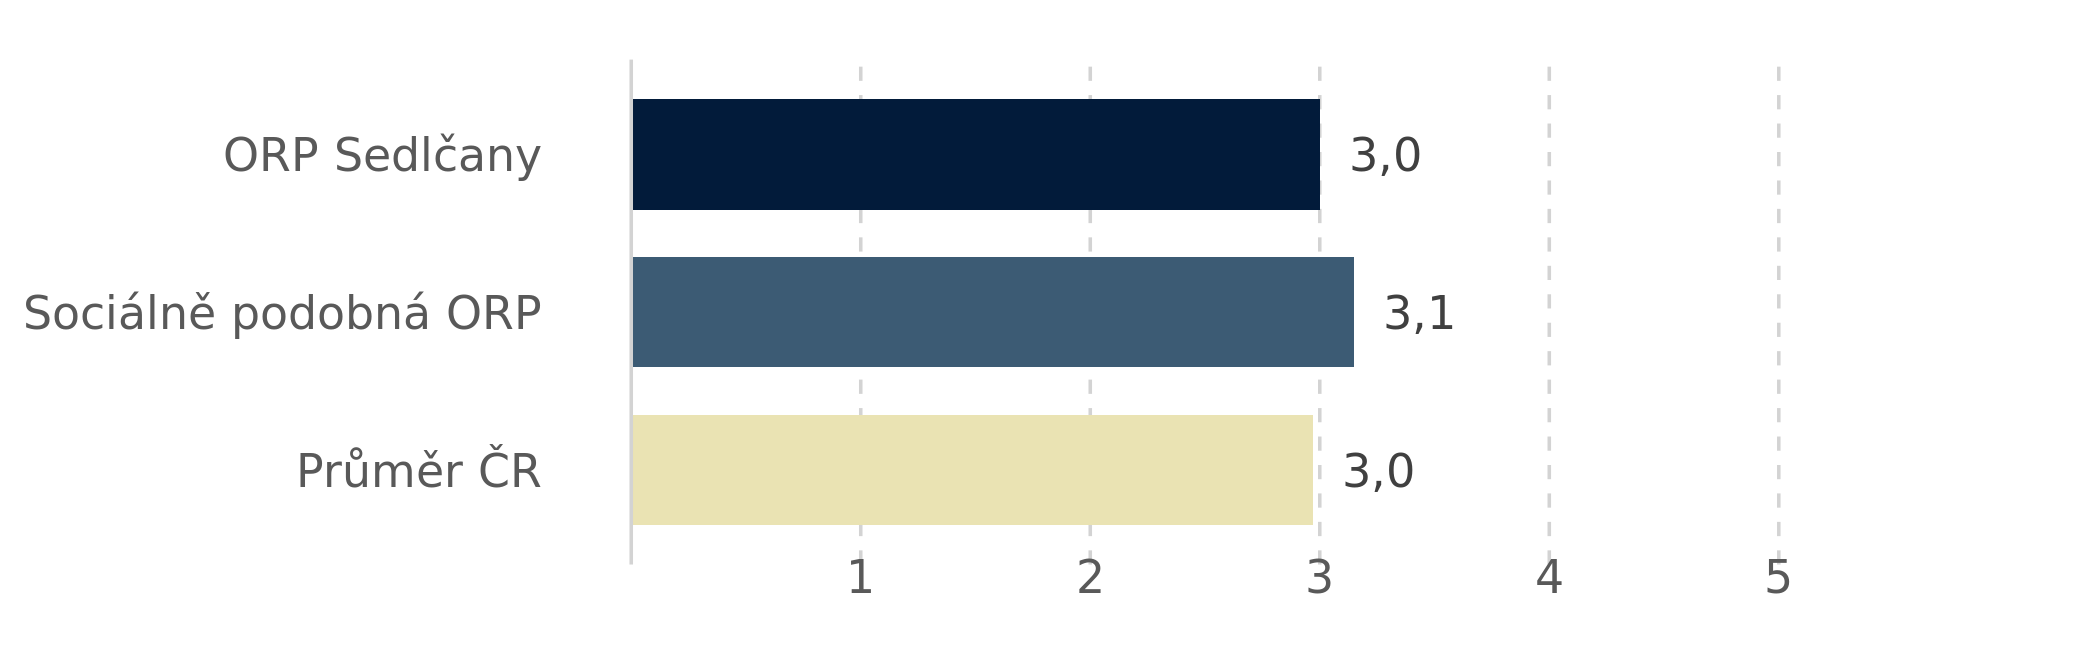 ORP Sedlčany 3,0
Sociálně podobná ORP 3,1
Průměr ČR 3,0
1 2 3 4 5